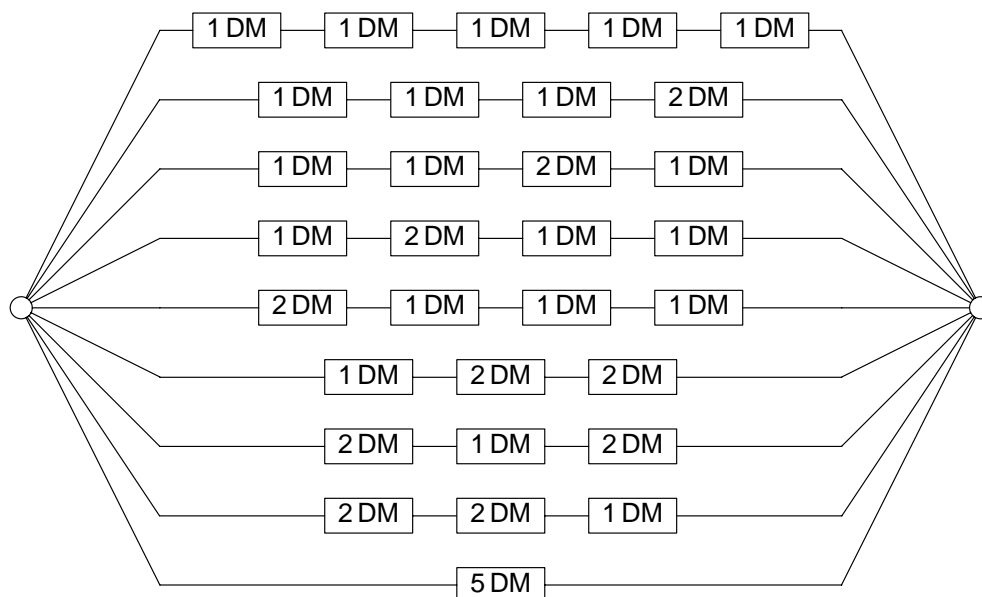 1 DM 1 DM 1 DM 1 DM 1 DM
1 DM 1 DM 1 DM 2 DM
1 DM 1 DM 2 DM 1 DM
1 DM 2 DM 1 DM 1 DM
2 DM 1 DM 1 DM 1 DM
1 DM 2 DM 2 DM
2 DM 1 DM 2 DM
2 DM 2 DM 1 DM
5 DM